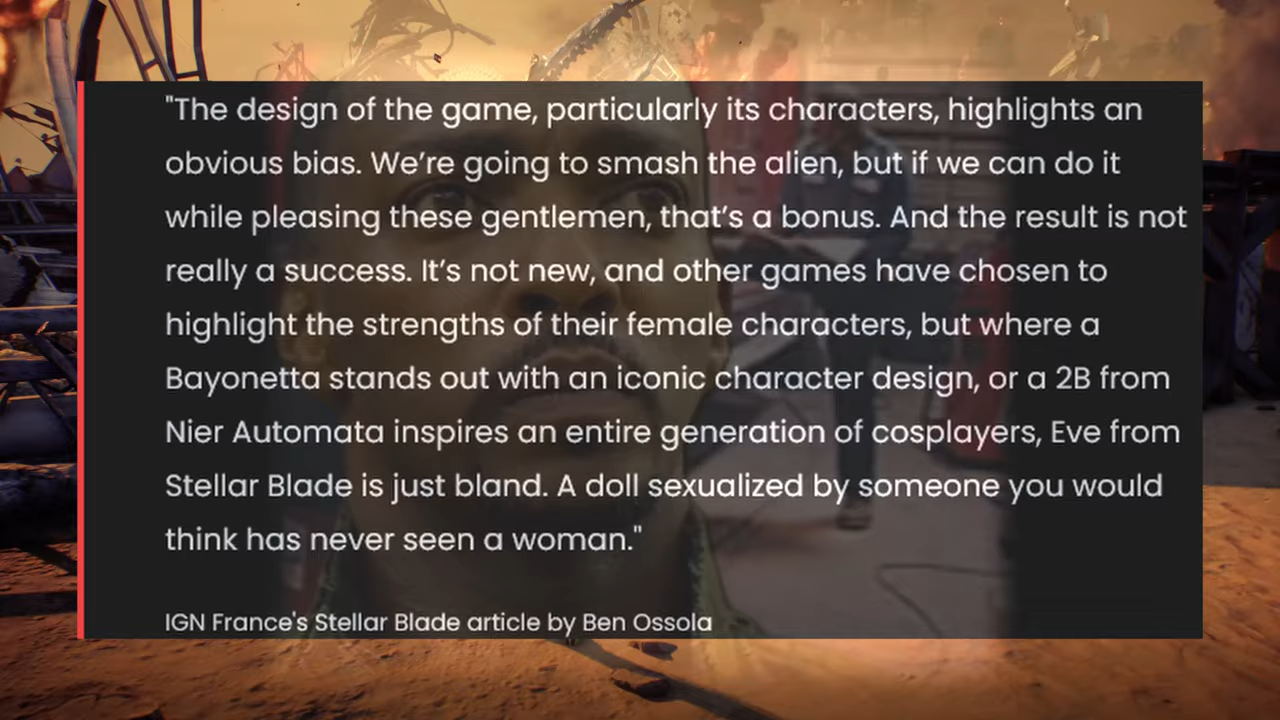 "The design of the game, particularly its characters, highlights an
obvious bias. We’re going to smash the alien, but if we can do it
while pleasing these gentlemen, that’s a bonus. And the result is not
really a success. It’s not new, and other games have chosen to
highlight the strengths of their female characters, but where a
Bayonetta stands out with an iconic character design, or a 2B from
Nier Automata inspires an entire generation of cosplayers, Eve from
Stellar Blade is just bland. A doll sexualized by someone you would
think has never seen a woman."
IGN France's Stellar Blade article by Ben Ossola